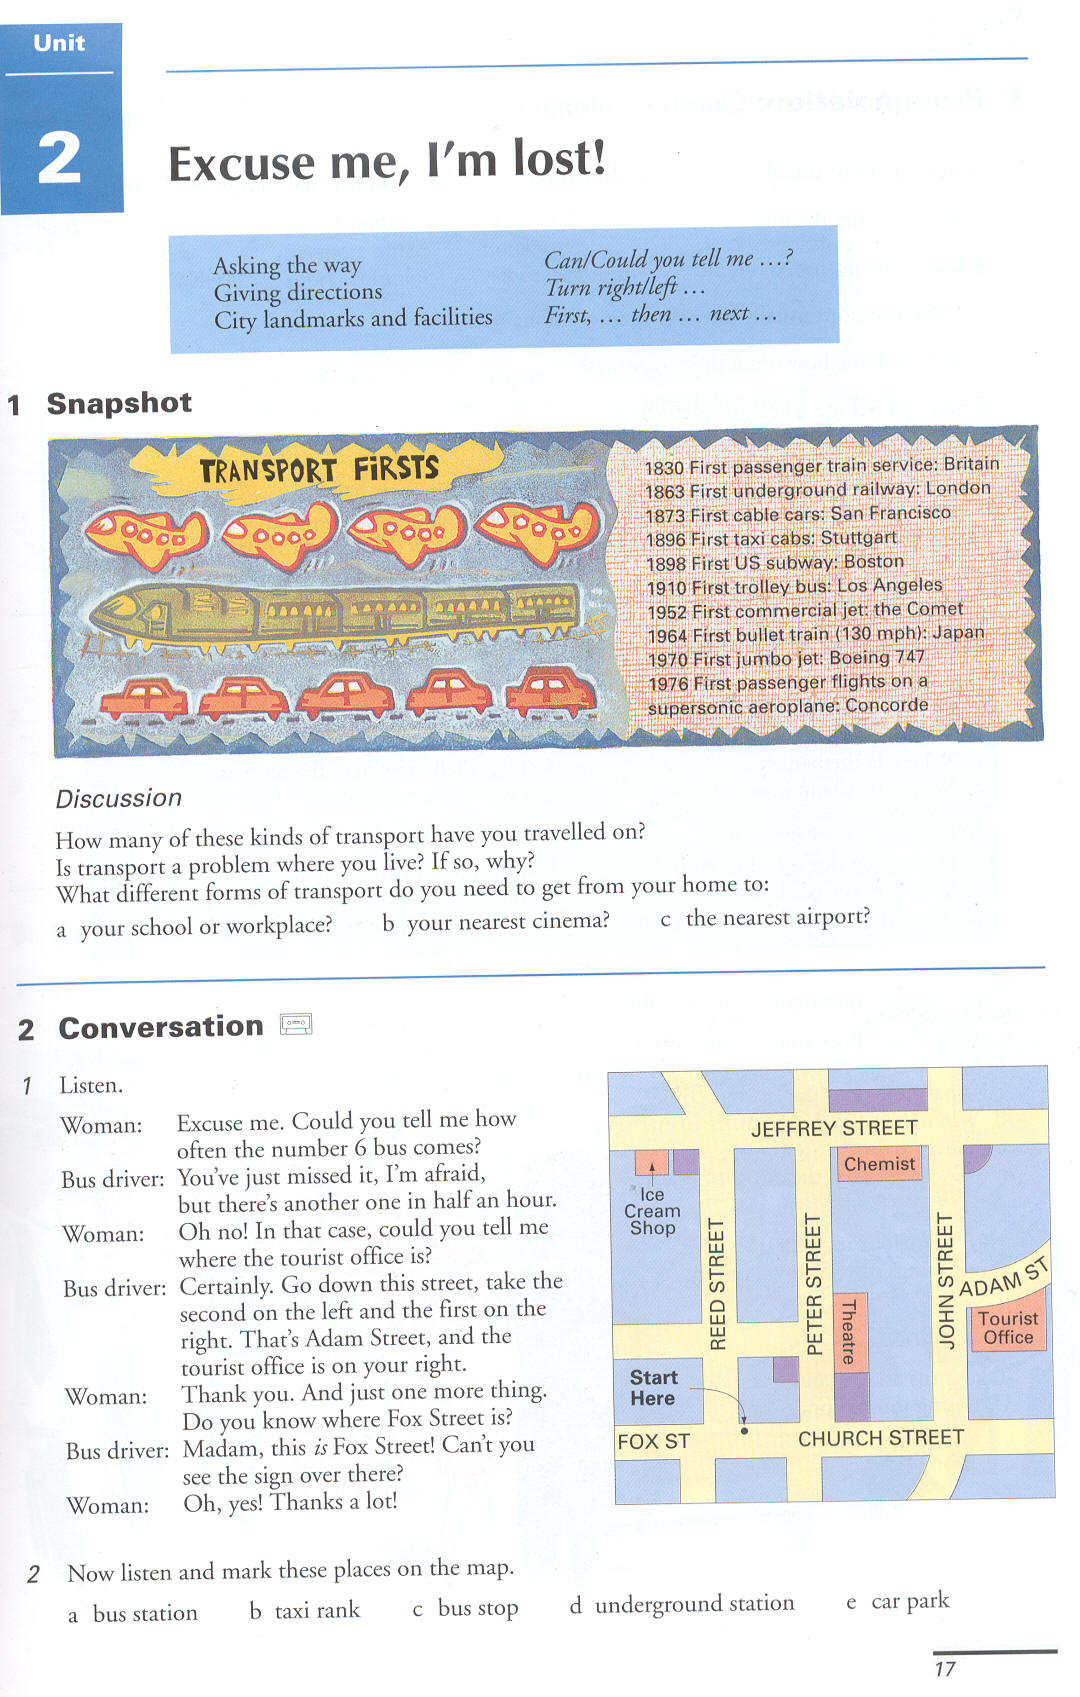 Unit
2
Excuse me, I'm lost!
Asking the way
Giving directions
City landmarks and facilities
Can/Could you tell me …?
Turn right/left …
First, … then … next …
1 Snapshot
TRANSPORT FiRSTS
1830 First passenger train service: Britain
1863 First underground railway: London
1873 First cable cars: San Francisco
1896 First taxi cabs: Stuttgart
1898 First US subway: Boston
1910 First trolley bus: Los Angeles
1952 First commercial jet: the Comet
1964 First bullet train (130 mph): Japan
1970 First jumbo jet: Boeing 747
1976 First passenger flights on a
supersonic aeroplane: Concorde
Discussion
How many of these kinds of transport have you travelled on?
Is transport a problem where you live? If so, why?
What different forms of transport do you need to get from your home to:
a your school or workplace? b your nearest cinema? c the nearest airport?
2 Conversation
1 Listen.
Woman: Excuse me. Could you tell me how
often the number 6 bus comes?
Bus driver: You've just missed it, I'm afraid,
but there's another one in half an hour.
Woman: Oh no! In that case, could you tell me
where the tourist office is?
Bus driver: Certainly. Go down this street, take the
second on the left and the first on the
right. That's Adam Street, and the
tourist office is on your right.
Woman: Thank you. And just one more thing.
Do you know where Fox Street is?
Bus driver: Madam, this is Fox Street! Can't you
see the sign over there?
Woman: Oh, yes! Thanks a lot!
JEFFREY STREET
Chemist
Ice
Cream
Shop
REED STREET
PETER STREET
JOHN STREET
ADAM ST
Theatre
Tourist
Office
Start
Here
FOX ST
CHURCH STREET
2 Now listen and mark these places on the map.
a bus station b taxi rank c bus stop d underground station e car park
17